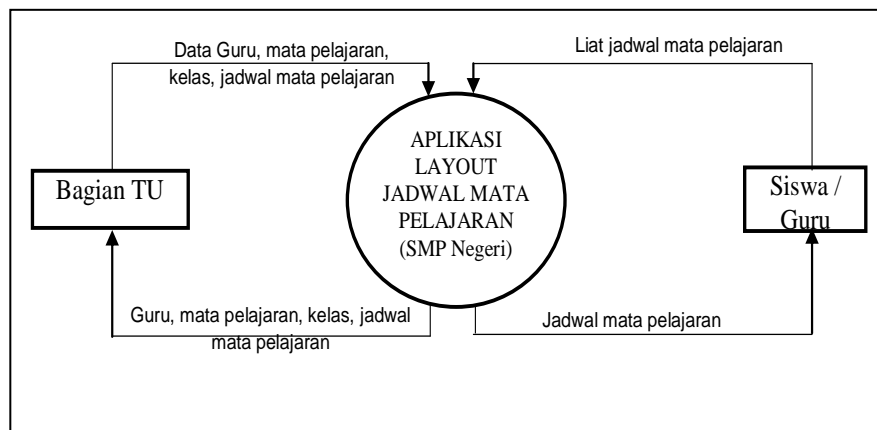 Data Guru, mata pelajaran,
kelas, jadwal mata pelajaran
Liat jadwal mata pelajaran
APLIKASI
LAYOUT
JADWAL MATA
PELAJARAN
(SMP Negeri)
Bagian TU
Siswa /
Guru
Guru, mata pelajaran, kelas, jadwal
mata pelajaran
Jadwal mata pelajaran